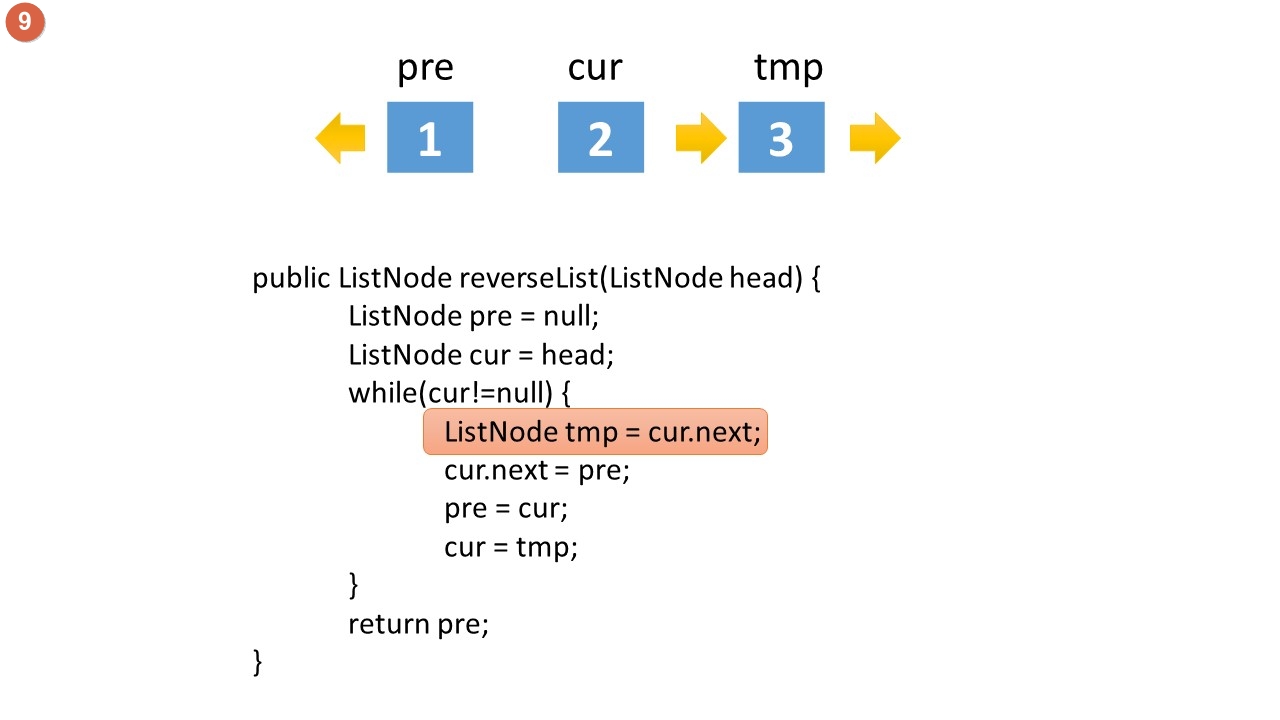 9
pre cur tmp
1 2 3
public ListNode reverseList(ListNode head) {
ListNode pre = null;
ListNode cur = head;
while(cur!=null) {
ListNode tmp = cur.next;
cur.next = pre;
pre = cur;
cur = tmp;
}
return pre;
}